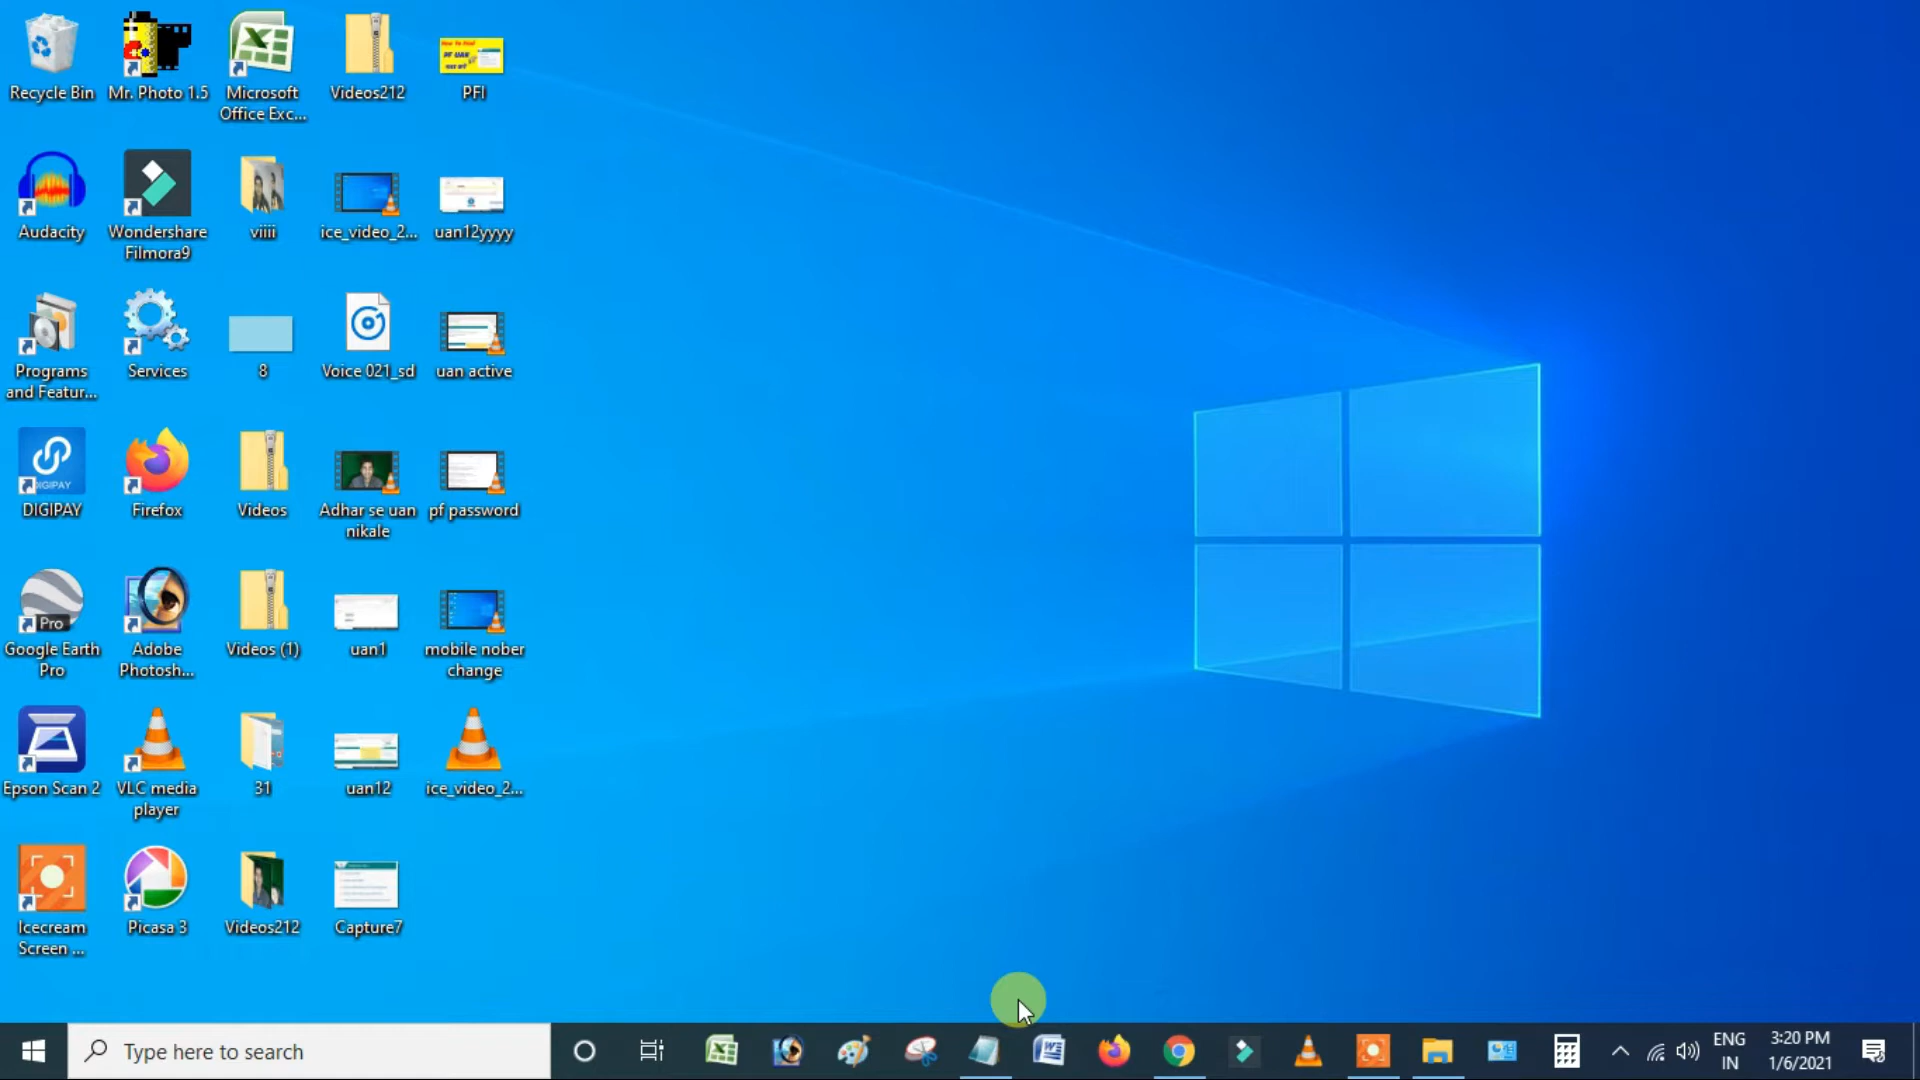 Recycle Bin
Mr. Photo 1.5
Microsoft
Office Exc...
Videos212
PFI
Audacity
Wondershare
Filmora9
viiii
ice_video_2...
uan12yyyy
Programs
and Featur...
Services
8
Voice 021_sd
uan active
DIGIPAY
DIGIPAY
Firefox
Videos
Adhar se uan
nikale
pf password
Pro
Google Earth
Pro
Adobe
Photosh...
Videos (1)
uan1
mobile nober
change
Epson Scan 2
VLC media
player
31
uan12
ice_video_2...
Icecream
Screen ...
Picasa 3
Videos212
Capture7
Type here to search
ENG
IN
3:20 PM
1/6/2021